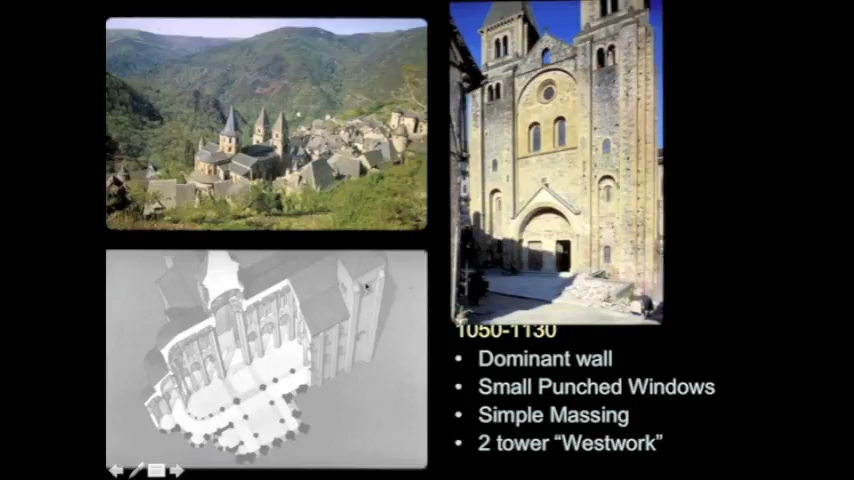 1050-1130
• Dominant wall
• Small Punched Windows
• Simple Massing
• 2 tower “Westwork”